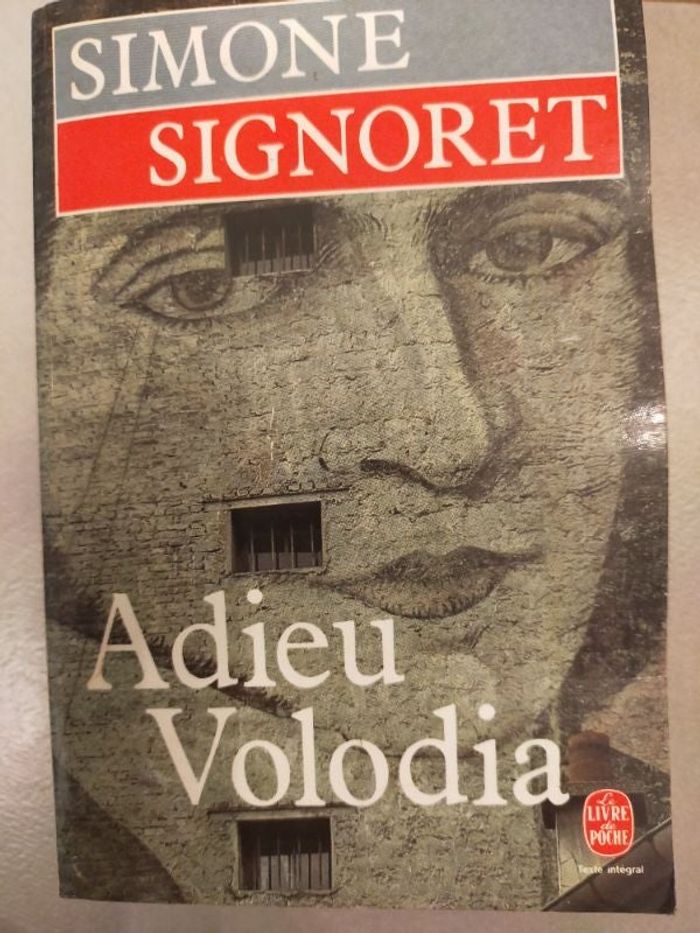 SIMONE
SIGNORET
Adieu
Volodia
Le
LIVRE
de
POCHE
Texte intégral